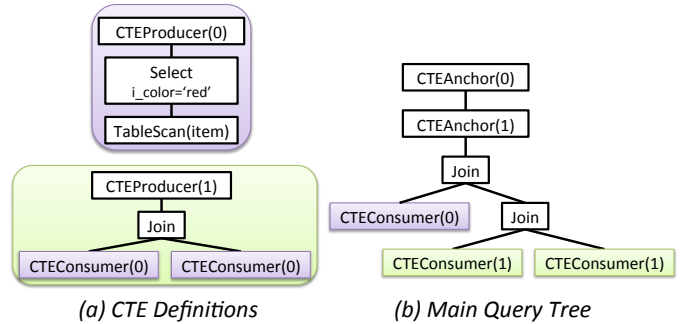 CTEProducer(0)
Select
i_color=‘red’
TableScan(item)
CTEProducer(1)
Join
CTEConsumer(0) CTEConsumer(0)
(a) CTE Definitions
CTEAnchor(0)
CTEAnchor(1)
Join
CTEConsumer(0) Join
CTEConsumer(1) CTEConsumer(1)
(b) Main Query Tree